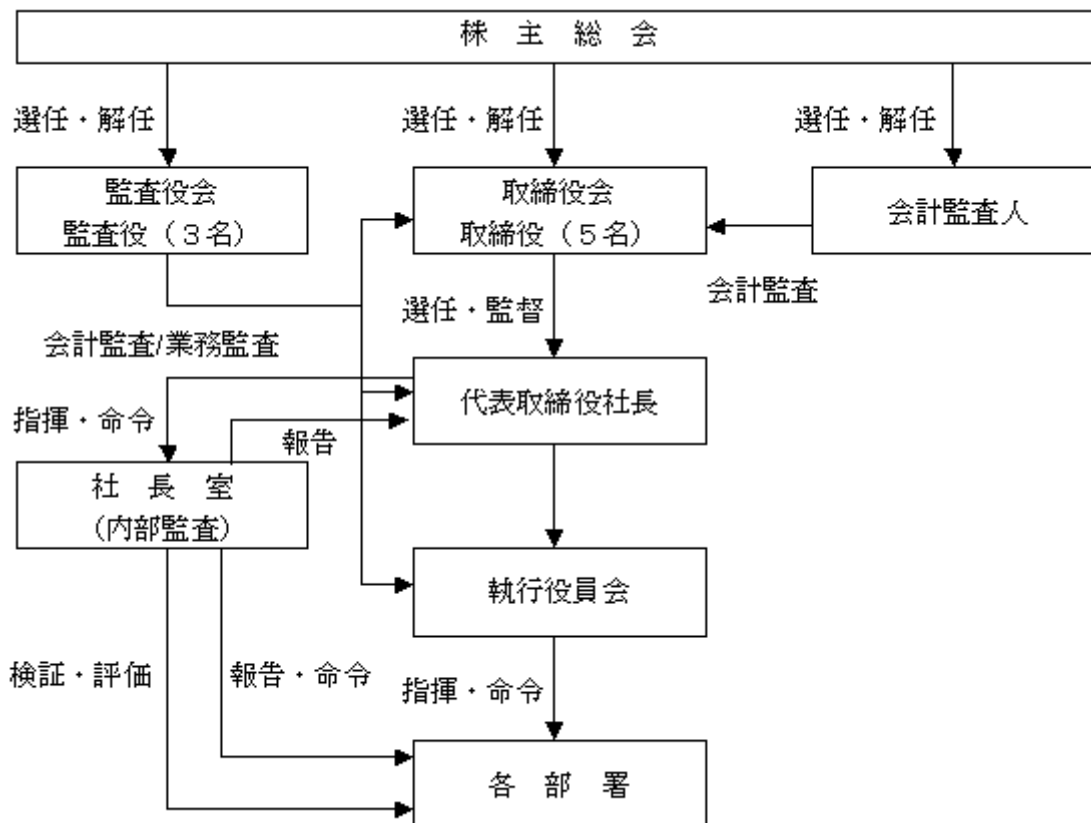 株　主　総　会
選任・解任
選任・解任
選任・解任
監査役会
監査役（３名）
取締役会
取締役（５名）
会計監査人
会計監査
選任・監督
会計監査/業務監査
代表取締役社長
指揮・命令
報告
社　長　室
（内部監査）
執行役員会
検証・評価
報告・命令
指揮・命令
各　部　署